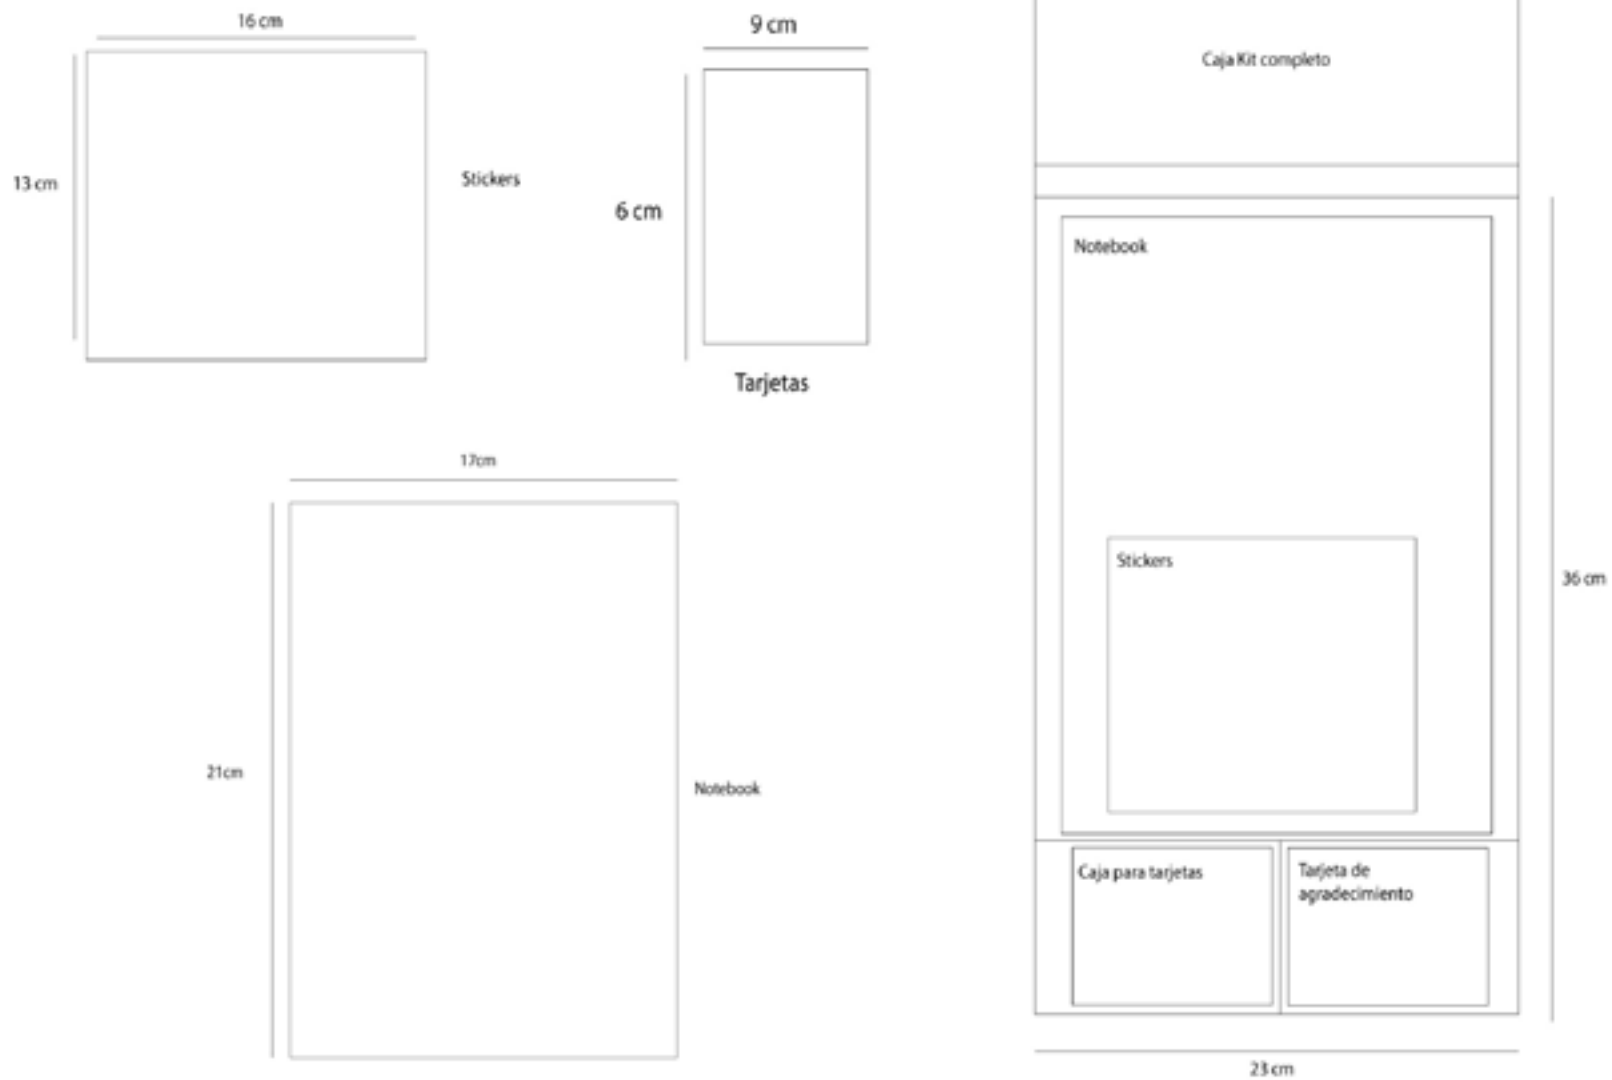 16 cm
13 cm
Stickers
9 cm
6 cm
Tarjetas
17cm
21cm
Notebook
Caja Kit completo
Notebook
Stickers
Caja para tarjetas
Tarjeta de
agradecimiento
36 cm
23 cm